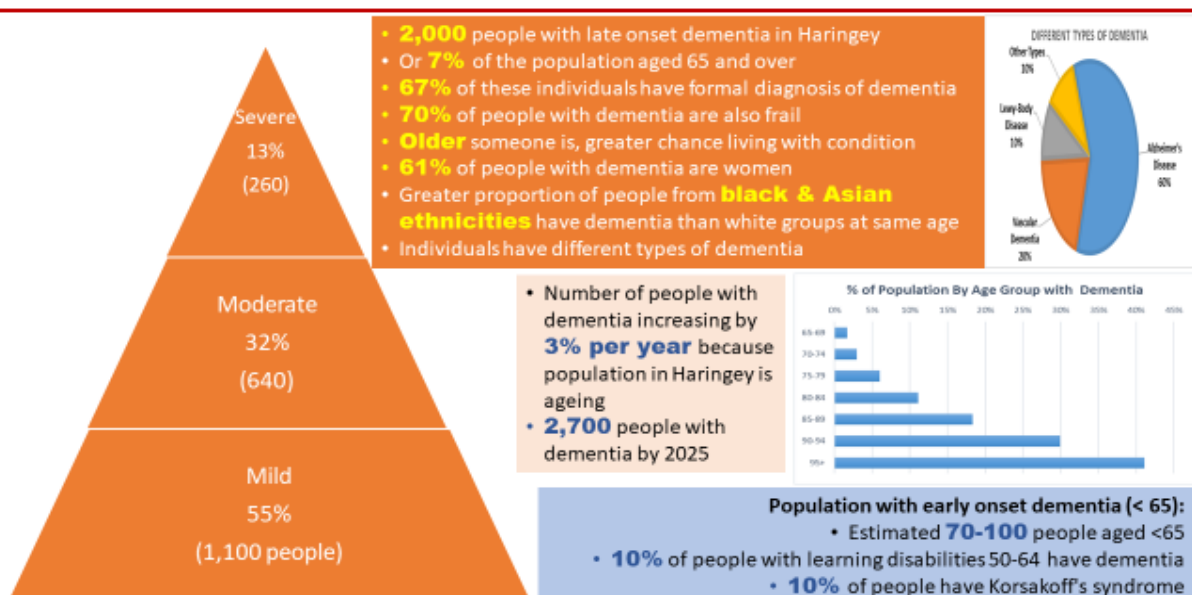 Severe
13%
(260)
Moderate
32%
(640)
Mild
55%
(1,100 people)
• 2,000 people with late onset dementia in Haringey
• Or 7% of the population aged 65 and over
• 67% of these individuals have formal diagnosis of dementia
• 70% of people with dementia are also frail
• Older someone is, greater chance living with condition
• 61% of people with dementia are women
• Greater proportion of people from black & Asian
ethnicities have dementia than white groups at same age
• Individuals have different types of dementia
DIFFERENT TYPES OF DEMENTIA
Other Types
10%
Lewy-Body
Disease
10%
Alzheimer's
Disease
60%
Vascular
Dementia
20%
• Number of people with
dementia increasing by
3% per year because
population in Haringey is
ageing
• 2,700 people with
dementia by 2025
% of Population By Age Group with Dementia
0% 5% 10% 15% 20% 25% 30% 35% 40% 45%
65-69
70-74
75-79
80-84
85-89
90-94
95+
Population with early onset dementia (< 65):
• Estimated 70-100 people aged <65
• 10% of people with learning disabilities 50-64 have dementia
• 10% of people have Korsakoff's syndrome